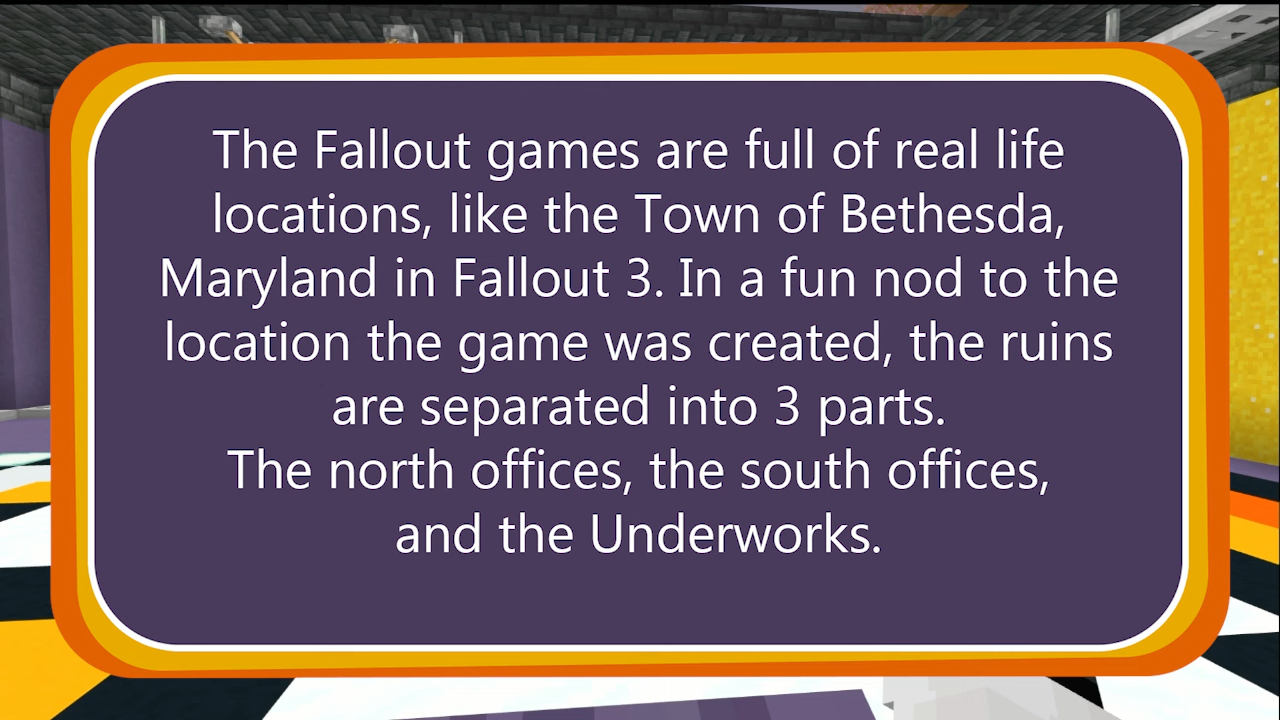 The Fallout games are full of real life
locations, like the Town of Bethesda,
Maryland in Fallout 3. In a fun nod to the
location the game was created, the ruins
are separated into 3 parts.
The north offices, the south offices,
and the Underworks.